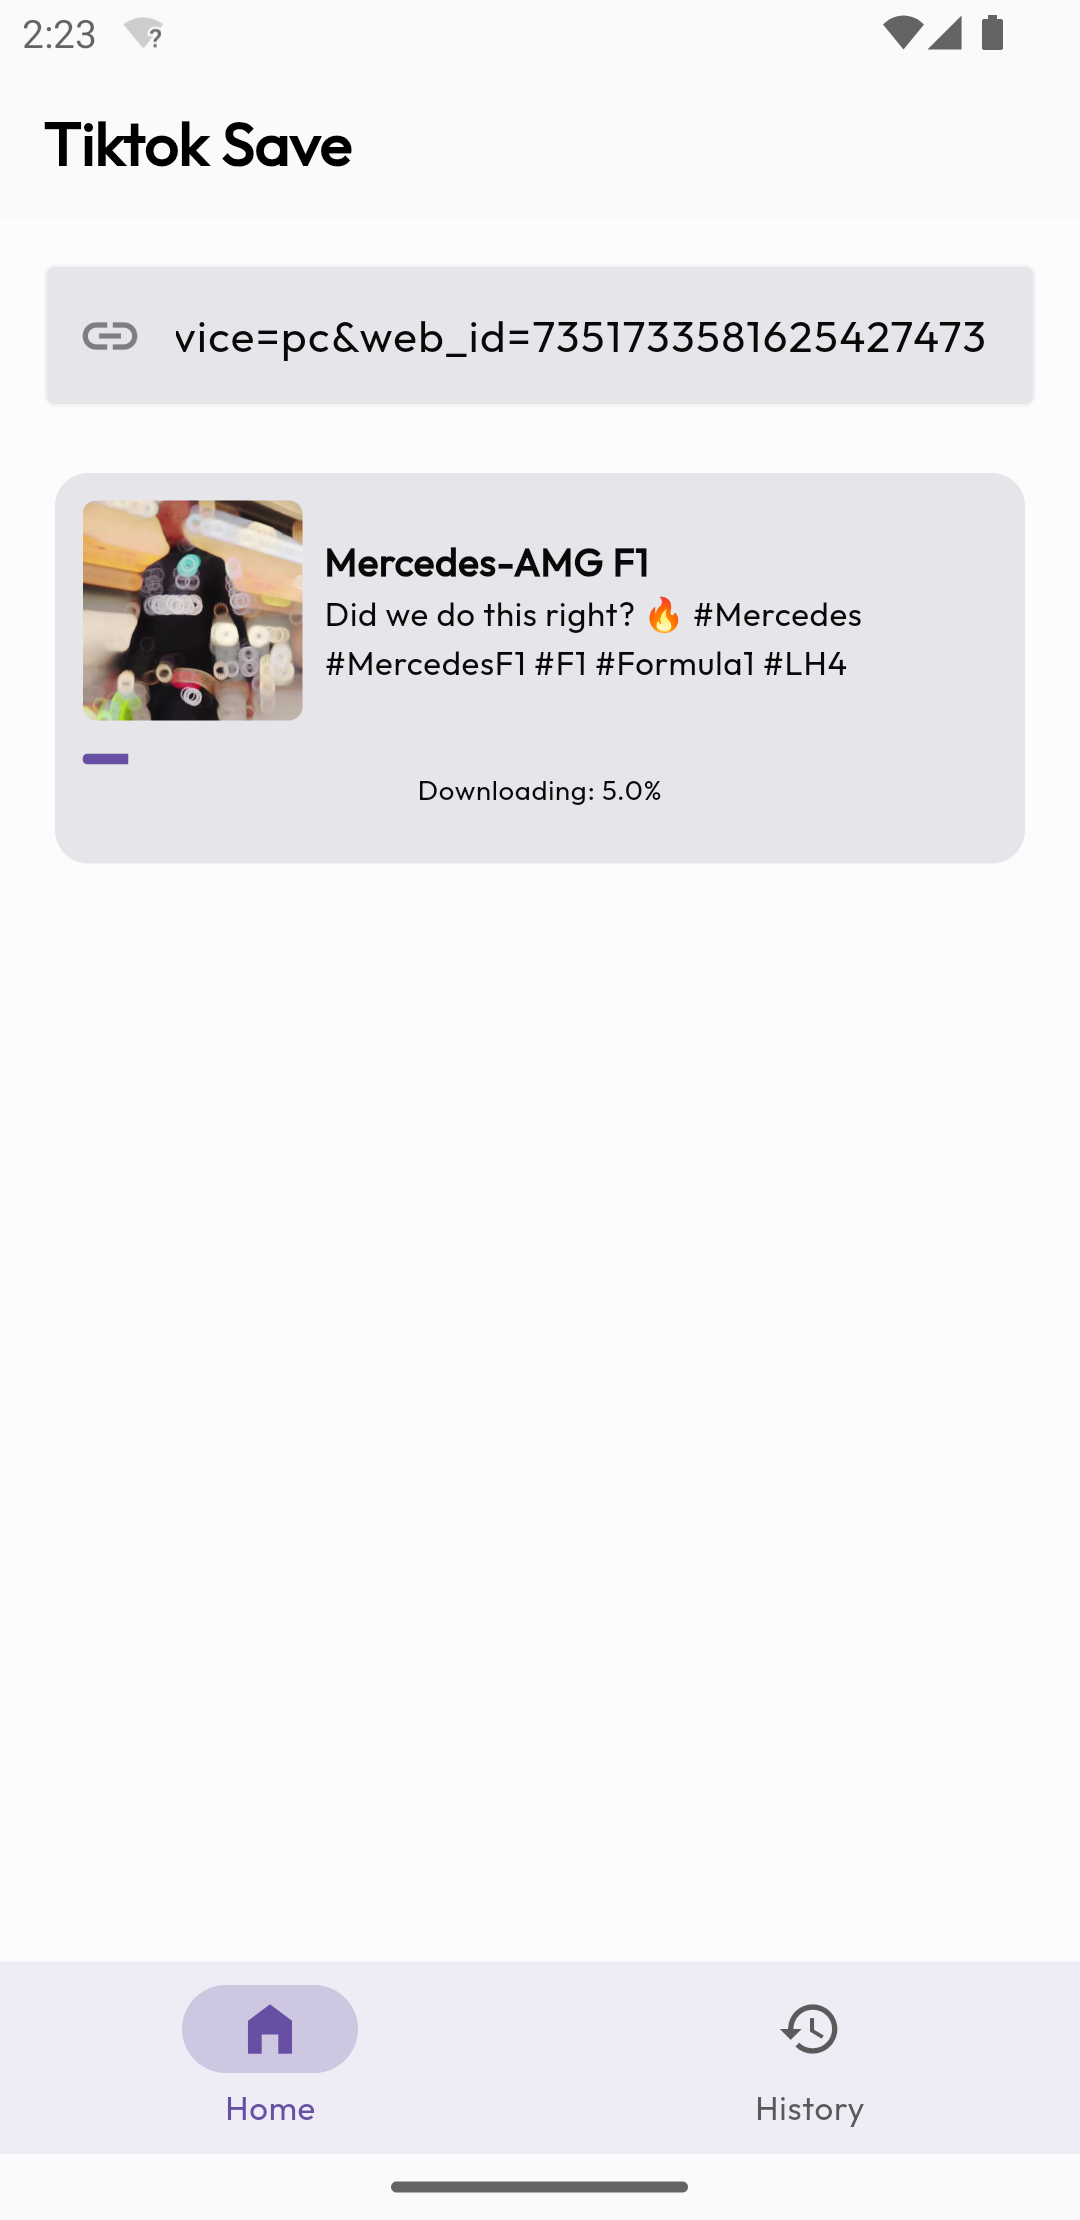 2:23
Tiktok Save
vice=pc&web_id=7351733581625427473
Mercedes-AMG F1
Did we do this right? 🔥 #Mercedes
#MercedesF1 #F1 #Formula1 #LH4
Downloading: 5.0%
Home
History